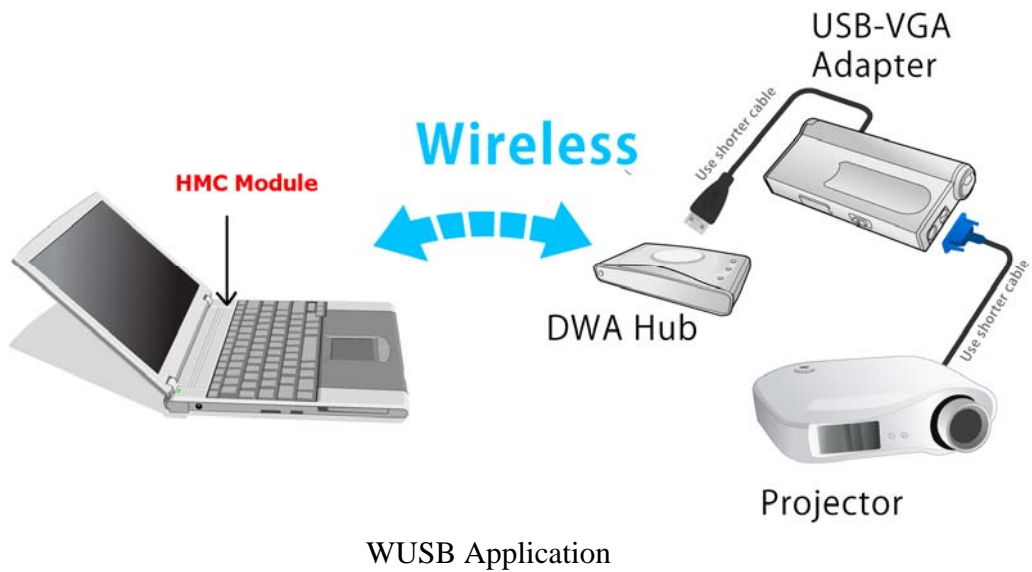 USB-VGA
Adapter
Use shorter cable
Wireless
HMC Module
DWA Hub
Use shorter cable
Projector
WUSB Application